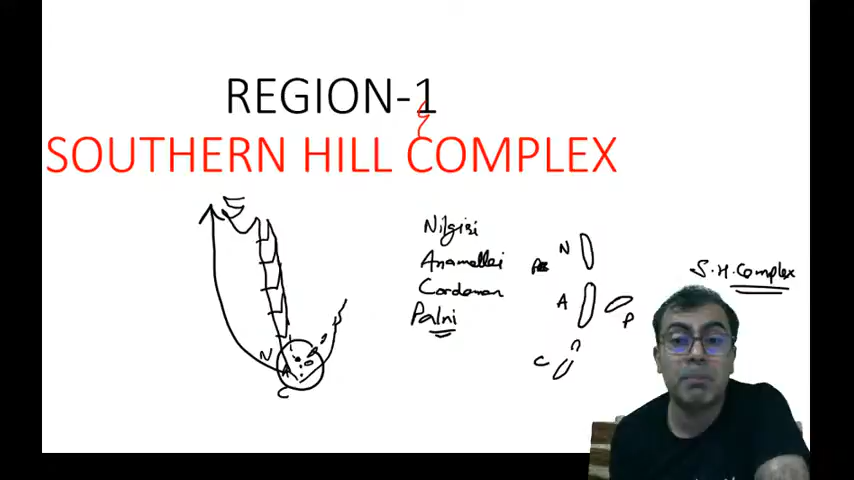 REGION-1
SOUTHERN HILL COMPLEX
Nilgiri
Anamallai
Cardamom
Palni
N
A
P
C
S.H.Complex
N
C